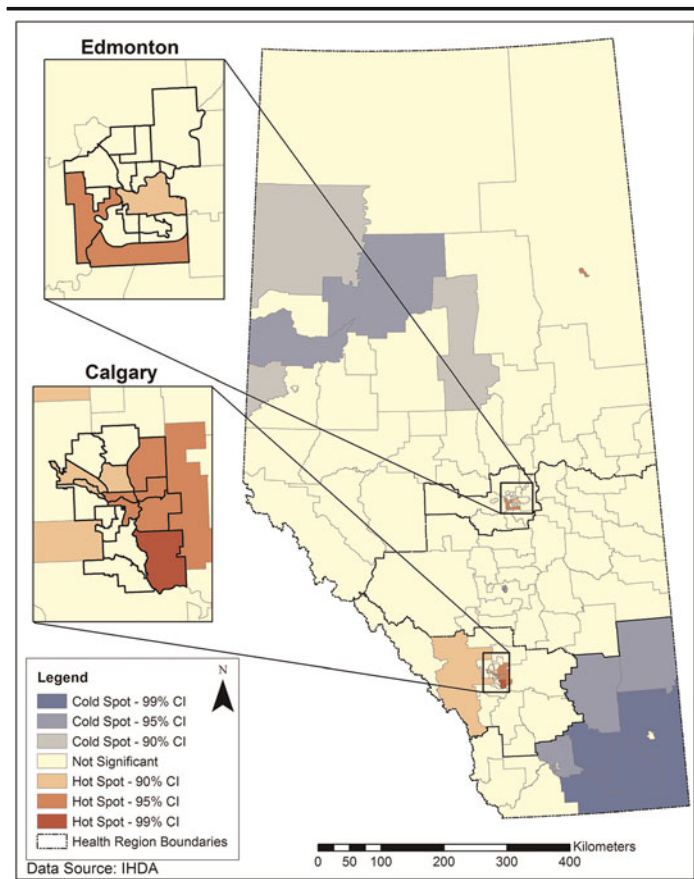 Edmonton
Calgary
Legend
N
Cold Spot - 99% CI
Cold Spot - 95% CI
Cold Spot - 90% CI
Not Significant
Hot Spot - 90% CI
Hot Spot - 95% CI
Hot Spot - 99% CI
Health Region Boundaries
Data Source: IHDA
Kilometers
0 50 100 200 300 400